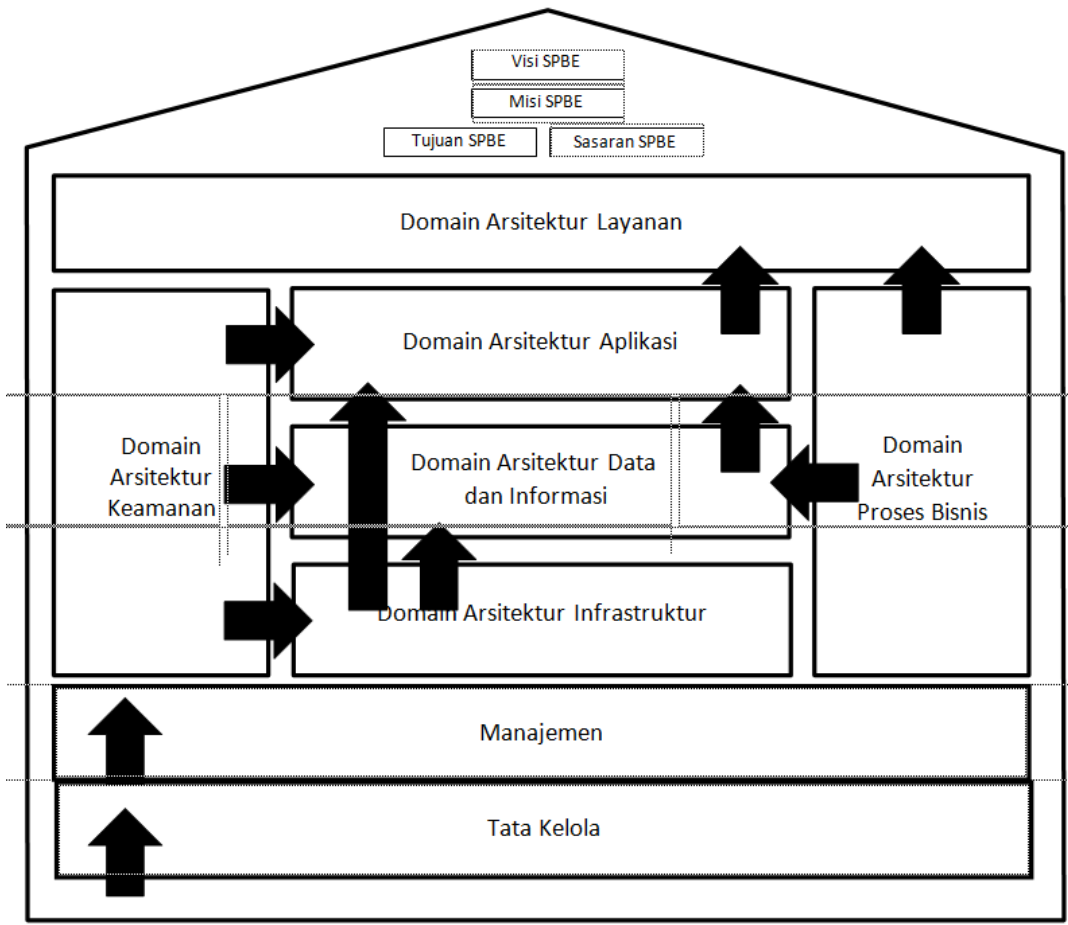 Visi SPBE
Misi SPBE
Tujuan SPBE
Sasaran SPBE
Domain Arsitektur Layanan
Domain Arsitektur Aplikasi
Domain
Arsitektur
Keamanan
Domain Arsitektur Data
dan Informasi
Domain
Arsitektur
Proses Bisnis
Domain Arsitektur Infrastruktur
Manajemen
Tata Kelola